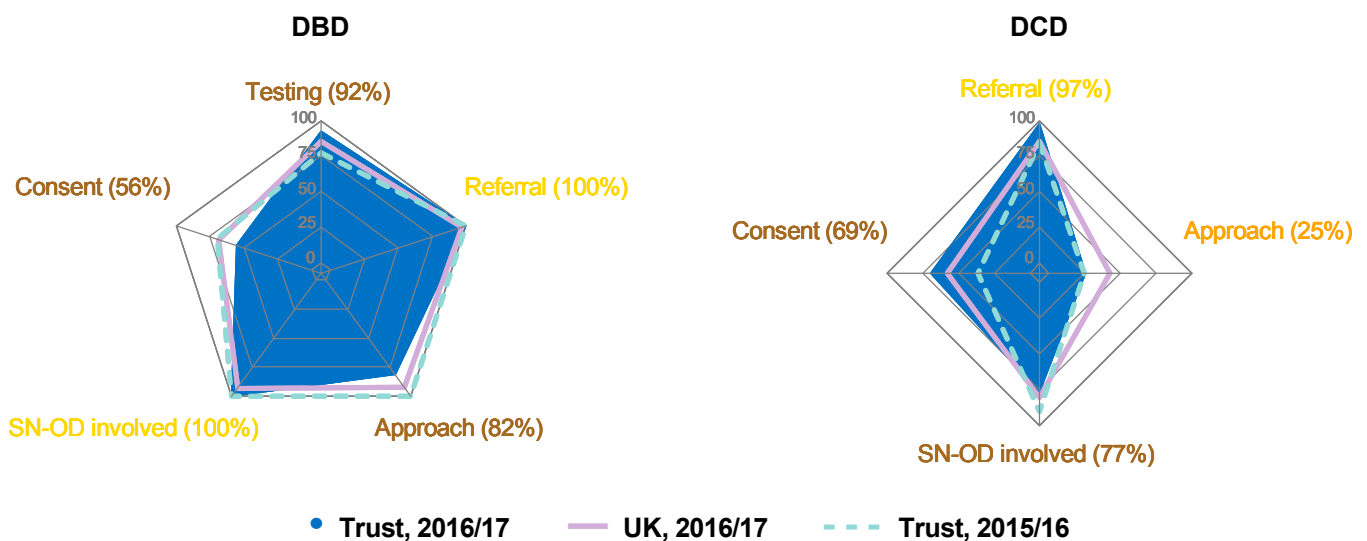 DBD
Testing (92%)
100
75
50
25
0
Consent (56%)
Referral (100%)
SN-OD involved (100%)
Approach (82%)
DCD
Referral (97%)
100
75
50
25
0
Consent (69%)
Approach (25%)
SN-OD involved (77%)
Trust, 2016/17
UK, 2016/17
Trust, 2015/16